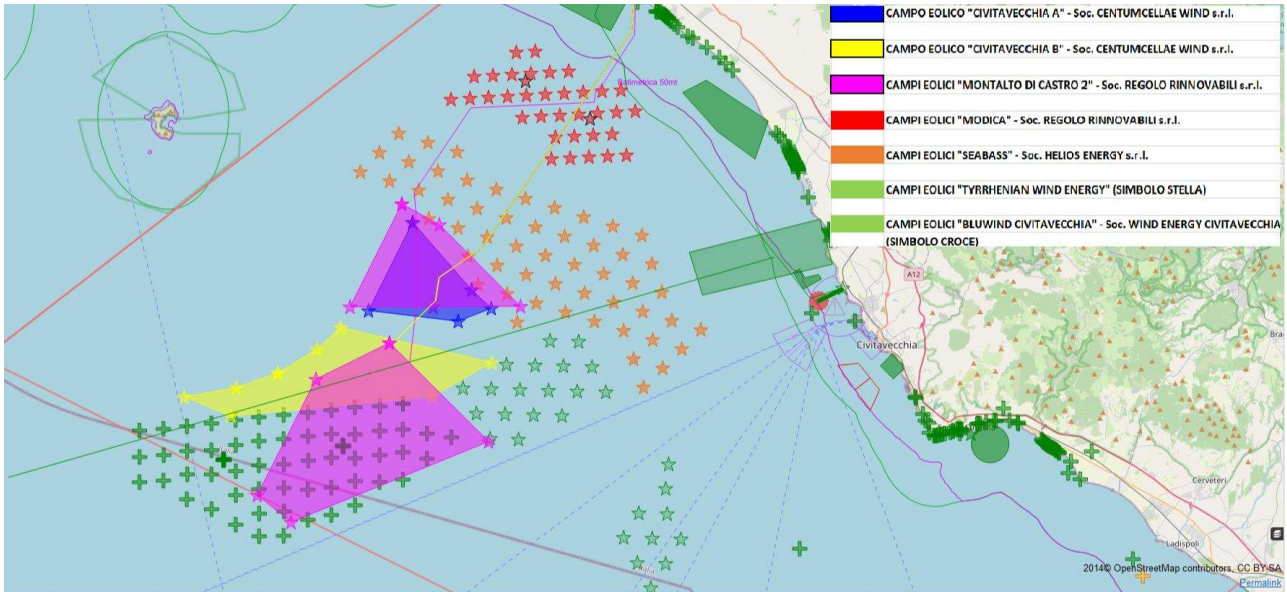 CAMPO EOLICO "CIVITAVECCHIA A" - Soc. CENTUMCELLAE WIND s.r.l.
CAMPO EOLICO "CIVITAVECCHIA B" - Soc. CENTUMCELLAE WIND s.r.l.
Batimetrica 50mt
CAMPI EOLICI "MONTALTO DI CASTRO 2" - Soc. REGOLO RINNOVABILI s.r.l.
CAMPI EOLICI "MODICA" - Soc. REGOLO RINNOVABILI s.r.l.
CAMPI EOLICI "SEABASS" - Soc. HELIOS ENERGY s.r.l.
CAMPI EOLICI "TYRRHENIAN WIND ENERGY" (SIMBOLO STELLA)
CAMPI EOLICI "BLUWIND CIVITAVECCHIA" - Soc. WIND ENERGY CIVITAVECCHIA
(SIMBOLO CROCE)
A12
Bra
Civitavecchia
Cerveteri
Ladispoli
2014© OpenStreetMap contributors, CC BY-SA
Permalink